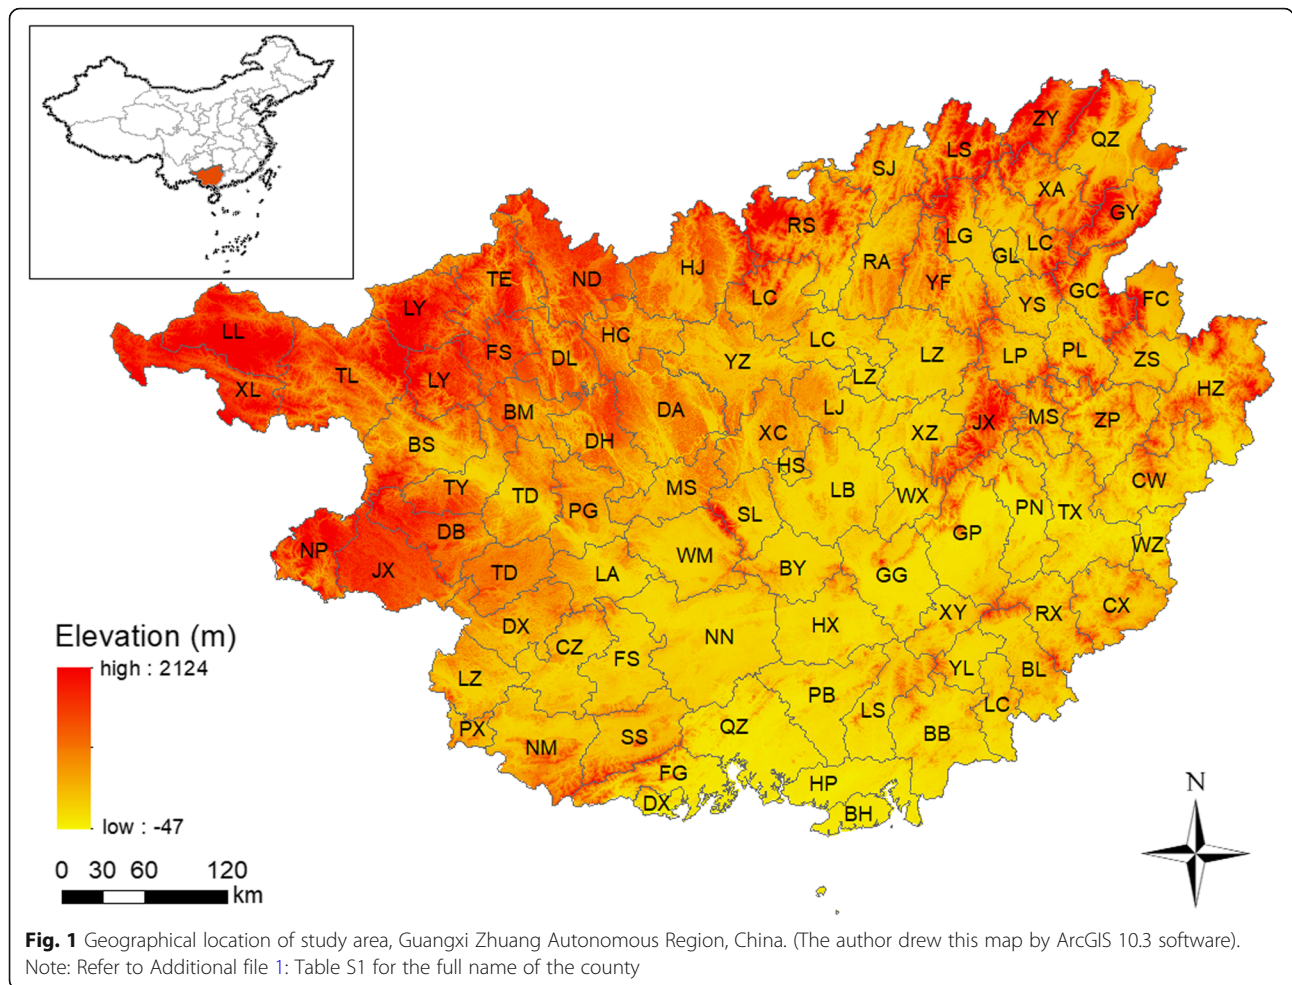 ZY
QZ
LS
SJ
XA
GY
RS
LG
LC
GL
RA
HJ
TE
ND
YF
GC
FC
LC
YS
LY
LL
HC
LC
FS
DL
YZ
LZ
LP
PL
ZS
TL
LY
LZ
HZ
XL
BM
DA
LJ
JX
MS
ZP
BS
DH
XC
XZ
HS
CW
TY
TD
MS
LB
WX
PG
SL
PN
TX
DB
GP
NP
WM
WZ
JX
TD
LA
BY
GG
DX
CZ
NN
HX
XY
RX
CX
FS
LZ
YL
BL
PB
LS
LC
PX
NM
SS
QZ
BB
FG
HP
DX
BH
Elevation (m)
high : 2124
low : -47
0 30 60 120
km
N
Fig. 1 Geographical location of study area, Guangxi Zhuang Autonomous Region, China. (The author drew this map by ArcGIS 10.3 software).
Note: Refer to Additional file 1: Table S1 for the full name of the county